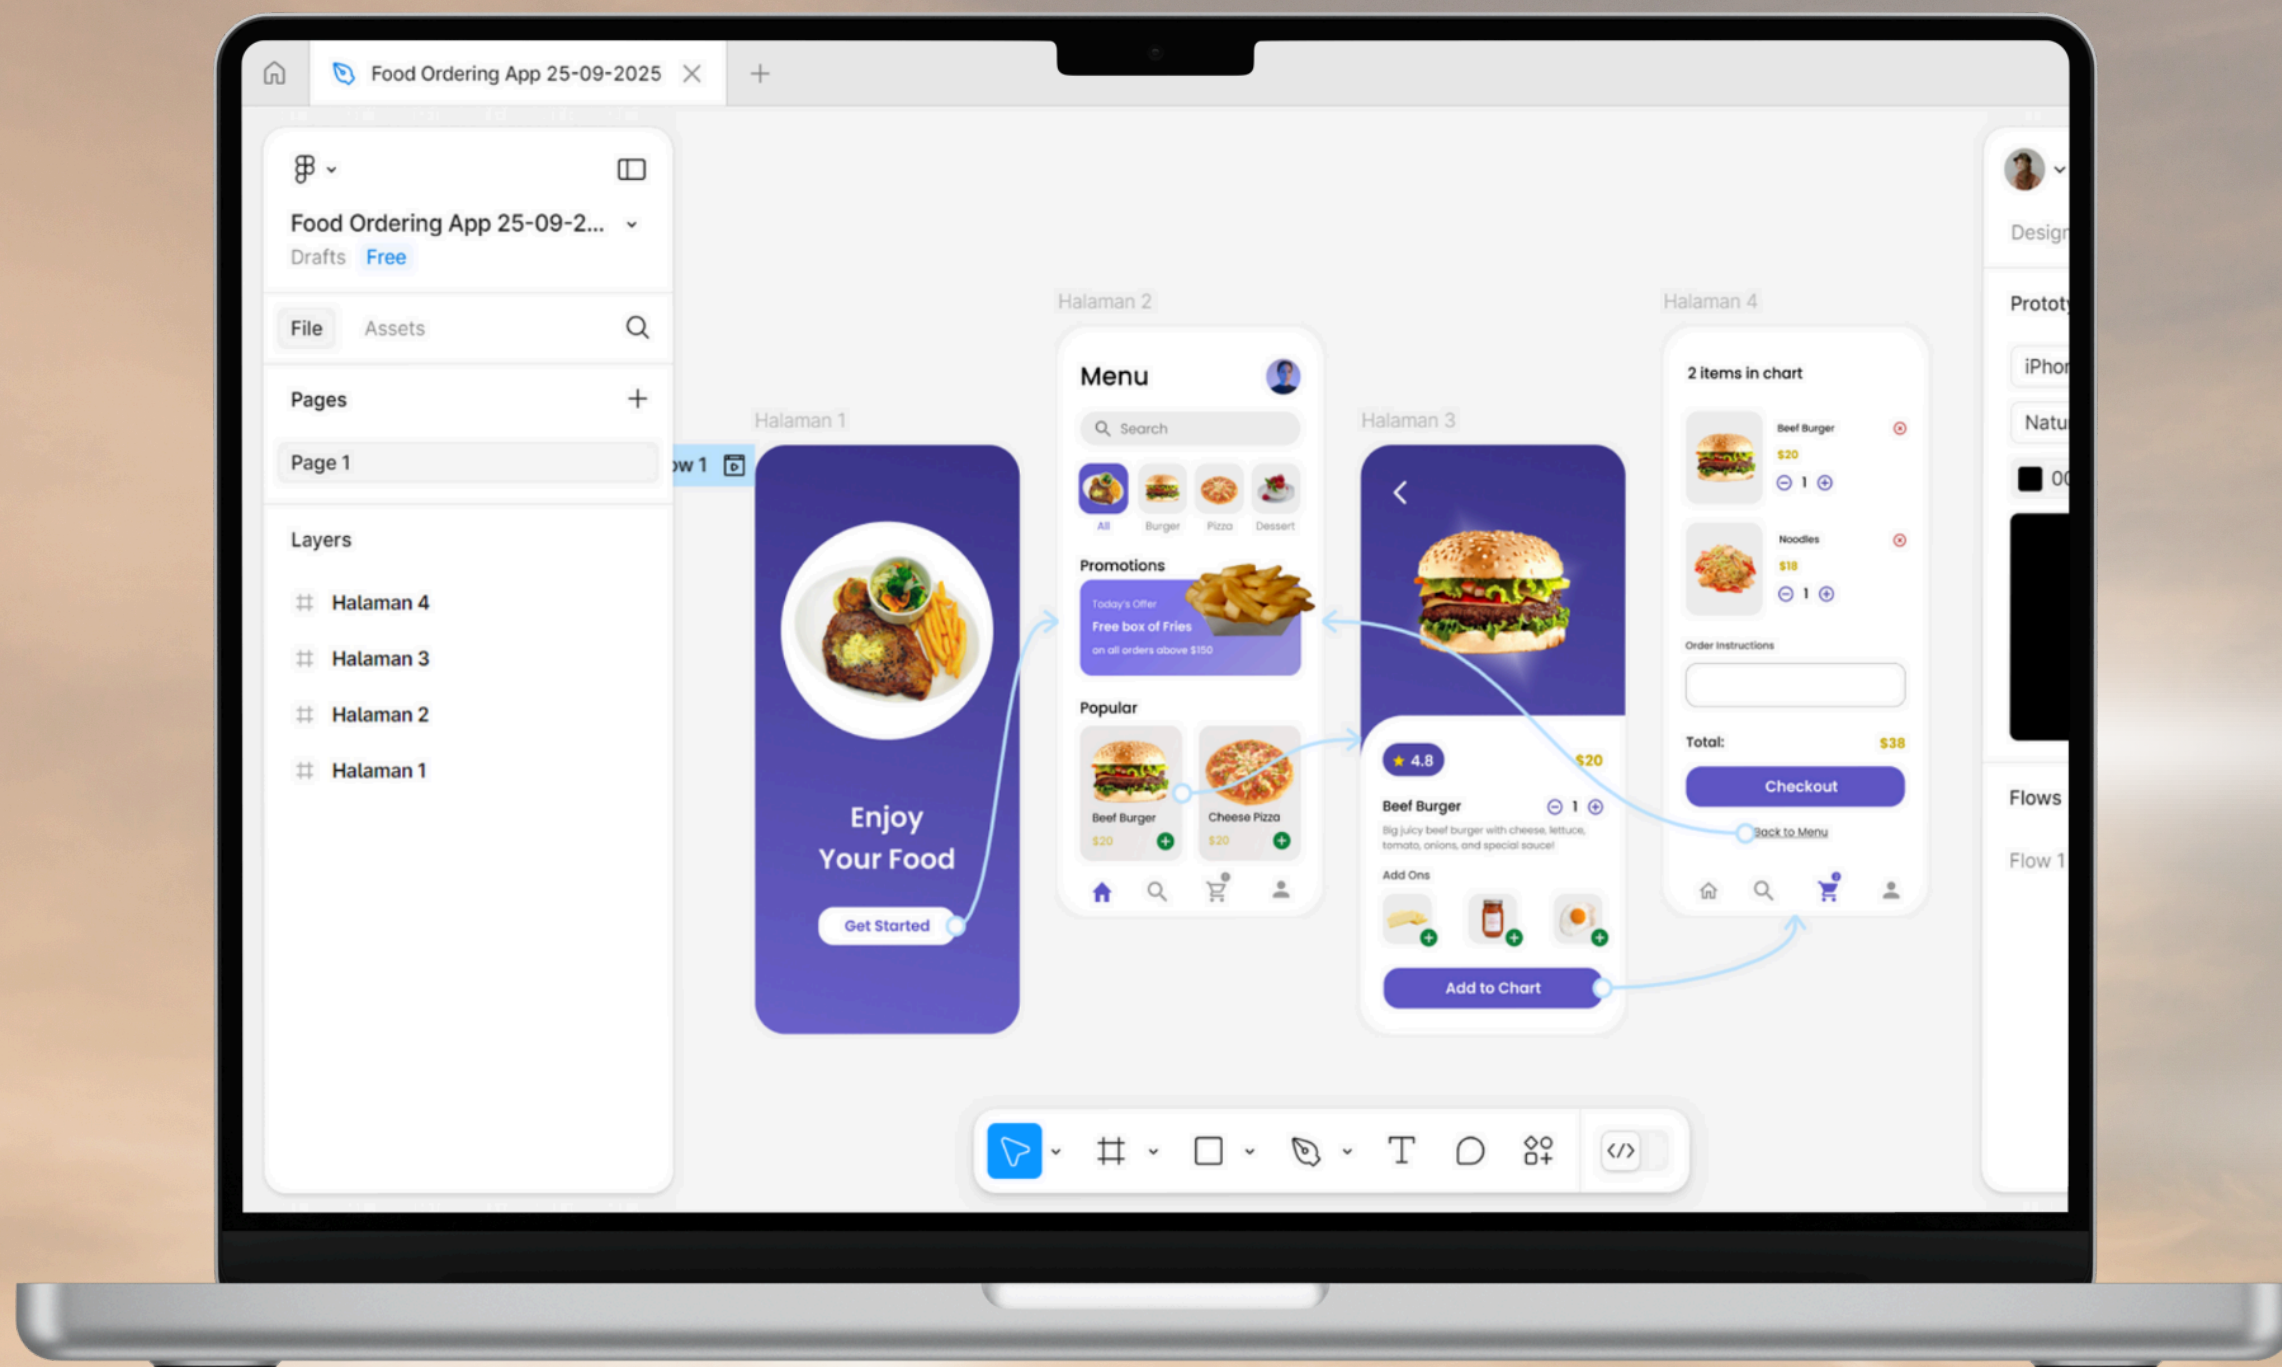 Food Ordering App 25-09-2025
Food Ordering App 25-09-2...
Drafts Free
File Assets
Pages
Page 1
Layers
Halaman 4
Halaman 3
Halaman 2
Halaman 1
ow 1
Halaman 1
Enjoy
Your Food
Get Started
Halaman 2
Menu
Search
All Burger Pizza Dessert
Promotions
Today's Offer
Free box of Fries
on all orders above $150
Popular
Beef Burger Cheese Pizza
$20 $20
Halaman 3
4.8 $20
Beef Burger 1
Big juicy beef burger with cheese, lettuce,
tomato, onions, and special sauce!
Add Ons
Add to Chart
Halaman 4
2 items in chart
Beef Burger
$20
1
Noodles
$18
1
Order Instructions
Total: $38
Checkout
Back to Menu
Design
Protot
iPhon
Natu
00
Flows
Flow 1